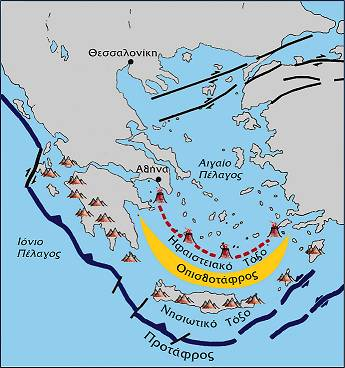 Θεσσαλονίκη
Αιγαίο
Πέλαγος
Αθήνα
Ιόνιο
Πέλαγος
Ηφαιστειακό Τόξο
Οπισθοτάφρος
Νησιωτικό Τόξο
Προτάφρος